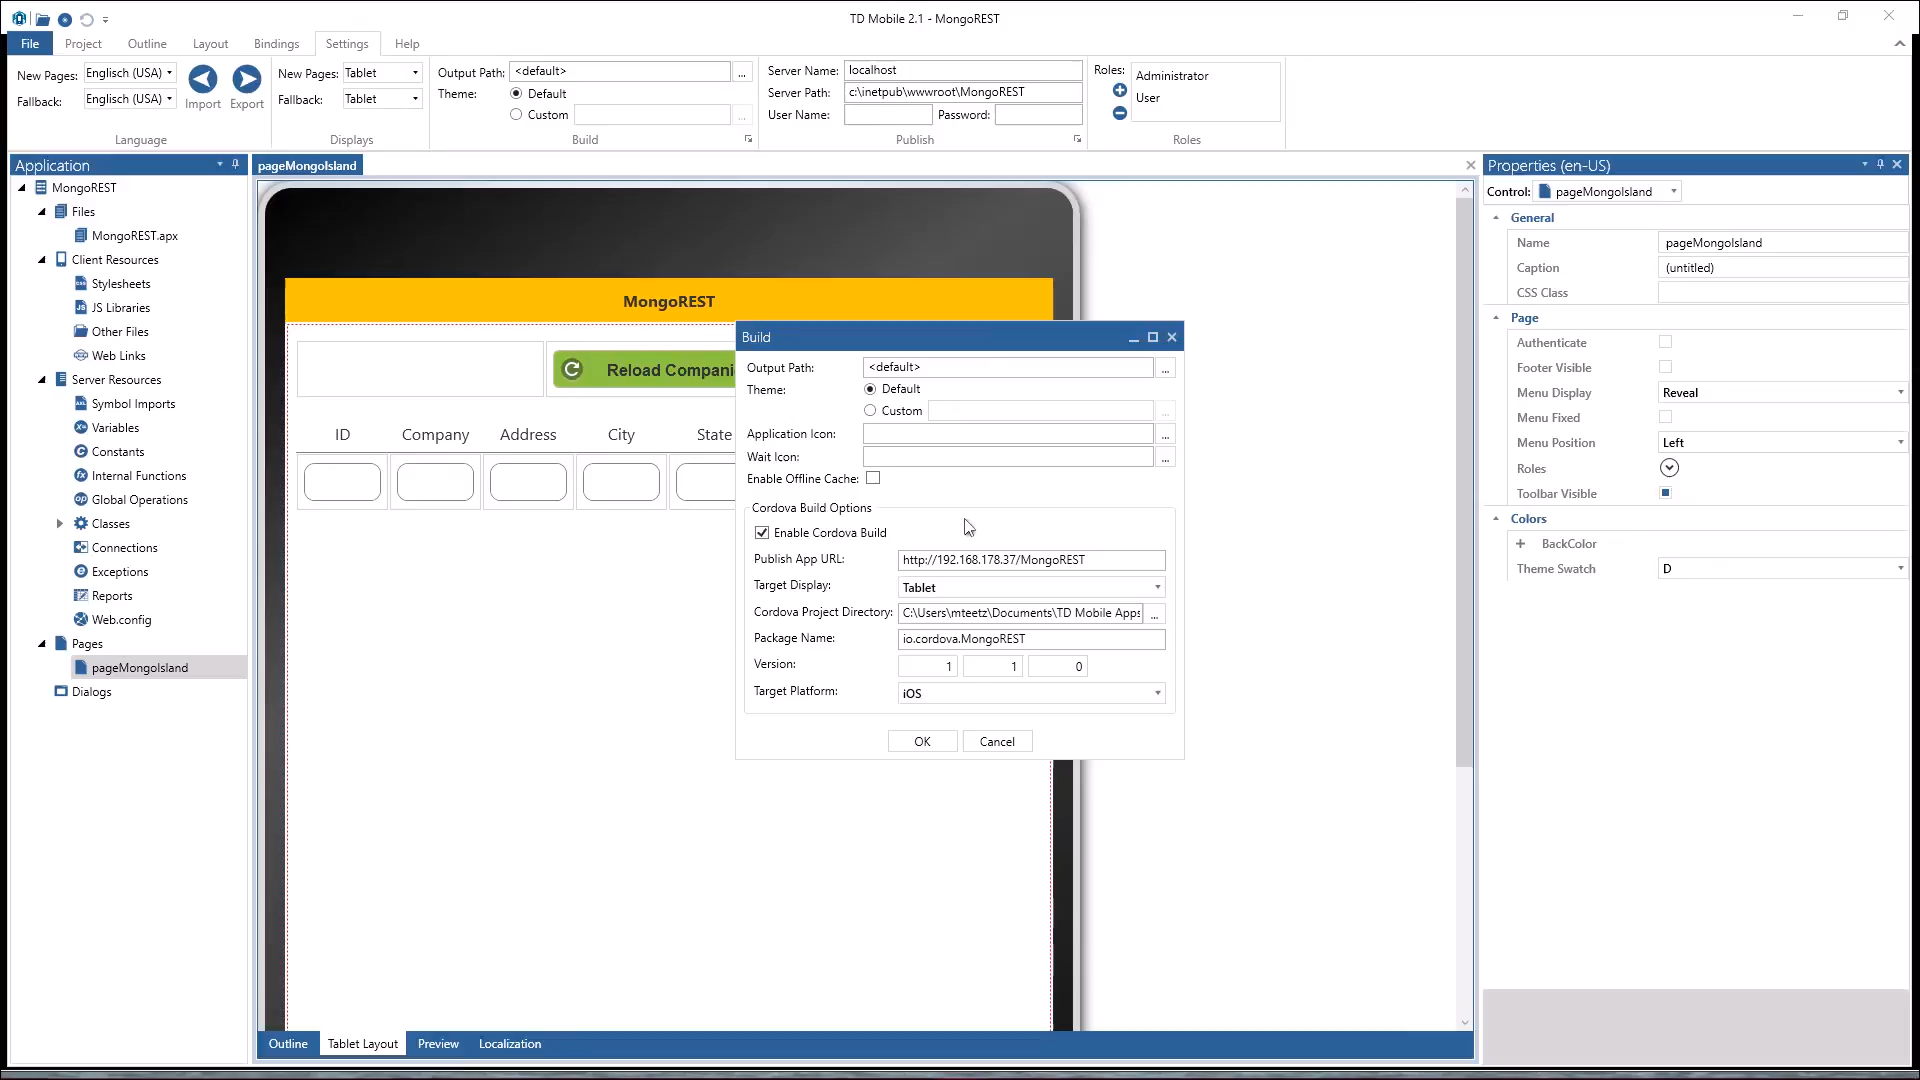 TD Mobile 2.1 - MongoREST
File Project Outline Layout Bindings Settings Help
New Pages: Englisch (USA)
Fallback: Englisch (USA)
Import Export
Language
New Pages: Tablet
Fallback: Tablet
Displays
Output Path: <default> ...
Theme: Default
Custom ...
Build
Server Name: localhost
Server Path: c:\inetpub\wwwroot\MongoREST
User Name: Password:
Publish
Roles: Administrator
User
Roles
Application
MongoREST
Files
MongoREST.apx
Client Resources
Stylesheets
JS Libraries
Other Files
Web Links
Server Resources
Symbol Imports
Variables
Constants
Internal Functions
Global Operations
Classes
Connections
Exceptions
Reports
Web.config
Pages
pageMongoIsland
Dialogs
pageMongoIsland
MongoREST
Reload Compani
ID Company Address City State
Build
Output Path: <default> ...
Theme: Default
Custom ...
Application Icon: ...
Wait Icon: ...
Enable Offline Cache:
Cordova Build Options
Enable Cordova Build
Publish App URL: http://192.168.178.37/MongoREST
Target Display: Tablet
Cordova Project Directory: C:\Users\mteetz\Documents\TD Mobile Apps ...
Package Name: io.cordova.MongoREST
Version: 1 1 0
Target Platform: iOS
OK Cancel
Outline Tablet Layout Preview Localization
Properties (en-US)
Control: pageMongoIsland
General
Name pageMongoIsland
Caption (untitled)
CSS Class
Page
Authenticate
Footer Visible
Menu Display Reveal
Menu Fixed
Menu Position Left
Roles
Toolbar Visible
Colors
BackColor
Theme Swatch D